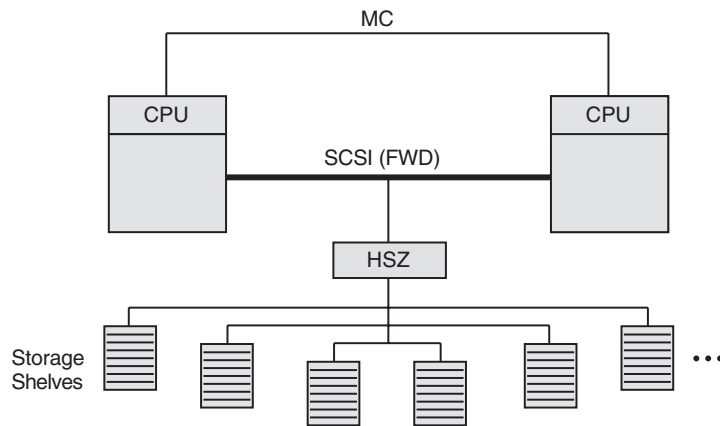 MC
CPU
CPU
SCSI (FWD)
HSZ
Storage
Shelves